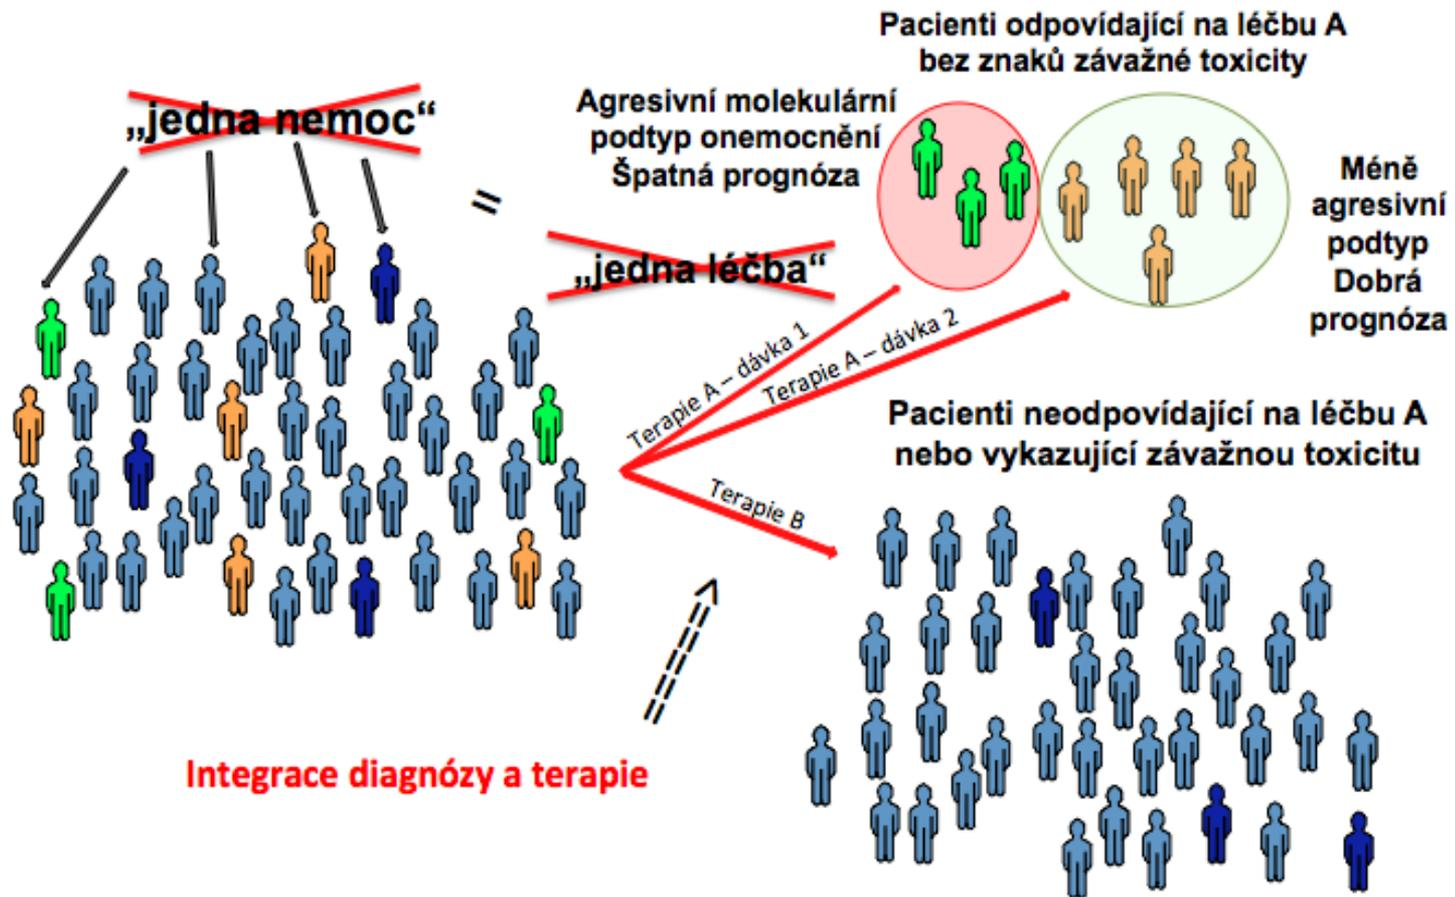 „jedna nemoc“
=
„jedna léčba“
Agresivní molekulární
podtyp onemocnění
Špatná prognóza
Pacienti odpovídající na léčbu A
bez znaků závažné toxicity
Méně
agresivní
podtyp
Dobrá
prognóza
Terapie A – dávka 1
Terapie A – dávka 2
Terapie B
Pacienti neodpovídající na léčbu A
nebo vykazující závažnou toxicitu
Integrace diagnózy a terapie